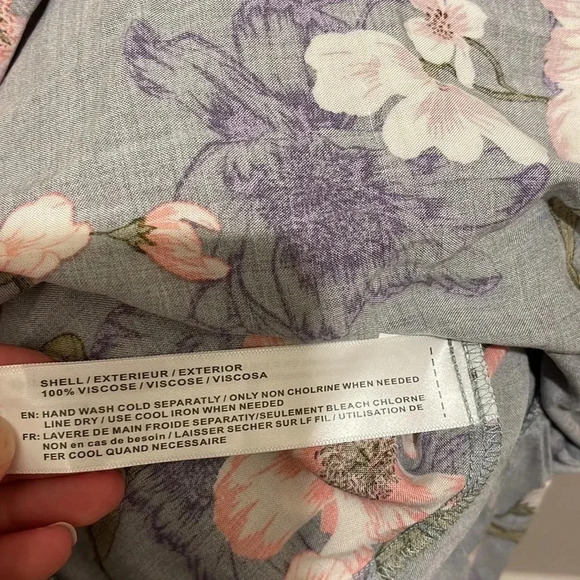 SHELL / EXTERIEUR / EXTERIOR
100% VISCOSE / VISCOSE / VISCOSA
EN: HAND WASH COLD SEPARATLY / ONLY NON CHOLRINE WHEN NEEDED
LINE DRY / USE COOL IRON WHEN NEEDED
FR: LAVERE DE MAIN FROIDE SEPARATIY/SEULEMENT BLEACH CHLORNE
NON en cas de besoin / LAISSER SECHER SUR LF FIL / UTILISATION DE
FER COOL QUAND NECESSAIRE